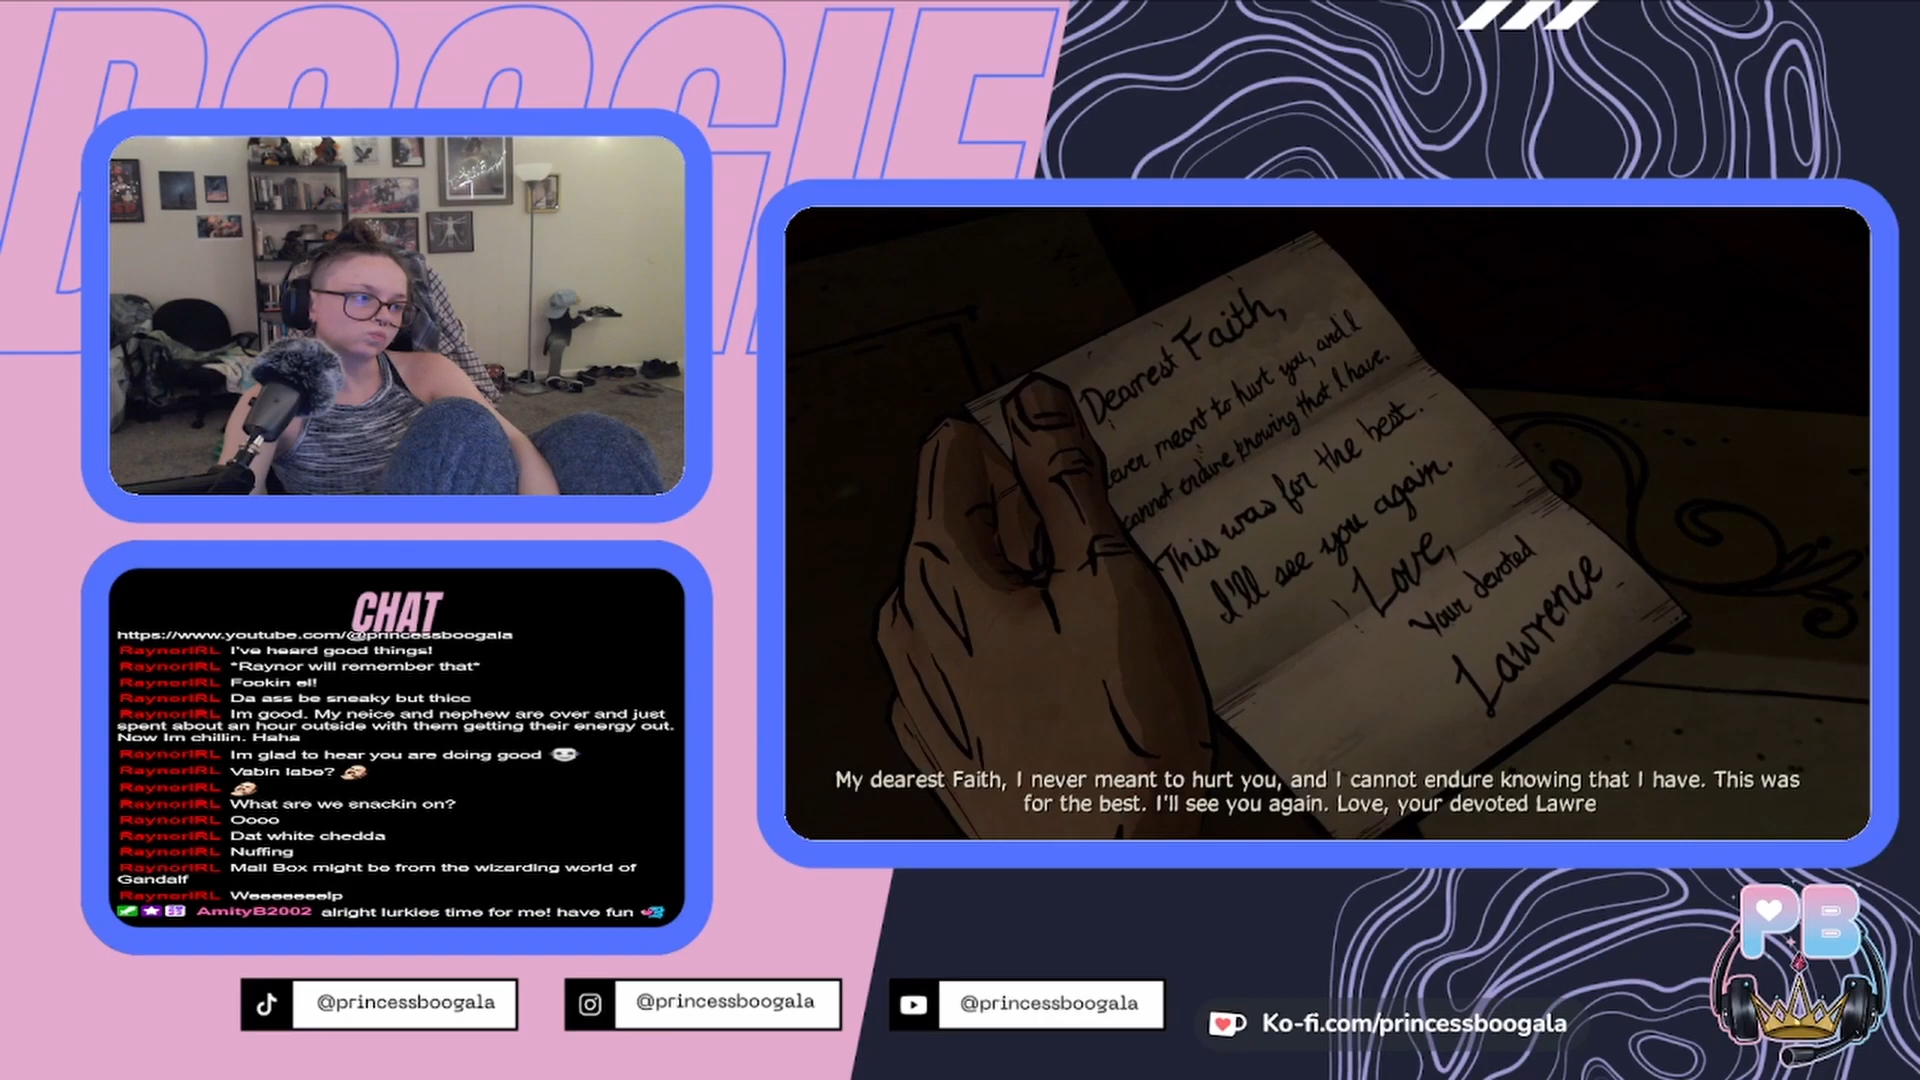 BOOGIE
CHAT
https://www.youtube.com/@princessboogala
RaynorIRL I've heard good things!
RaynorIRL *Raynor will remember that*
RaynorIRL Fookin el!
RaynorIRL Da ass be sneaky but thicc
RaynorIRL Im good. My neice and nephew are over and just
spent about an hour outside with them getting their energy out.
Now Im chillin. Haha
RaynorIRL Im glad to hear you are doing good
RaynorIRL Vabin labo?
RaynorIRL
RaynorIRL What are we snackin on?
RaynorIRL Oooo
RaynorIRL Dat white chedda
RaynorIRL Nuffing
RaynorIRL Mail Box might be from the wizarding world of
Gandalf
RaynorIRL Weeeeeeelp
AmityB2002 alright lurkies time for me! have fun
Dearest Faith,
never meant to hurt you, and I
cannot endure knowing that I have.
This was for the best.
I'll see you again.
Love,
Your devoted
Lawrence
My dearest Faith, I never meant to hurt you, and I cannot endure knowing that I have. This was
for the best. I'll see you again. Love, your devoted Lawre
@princessboogala
@princessboogala
@princessboogala
Ko-fi.com/princessboogala
PB